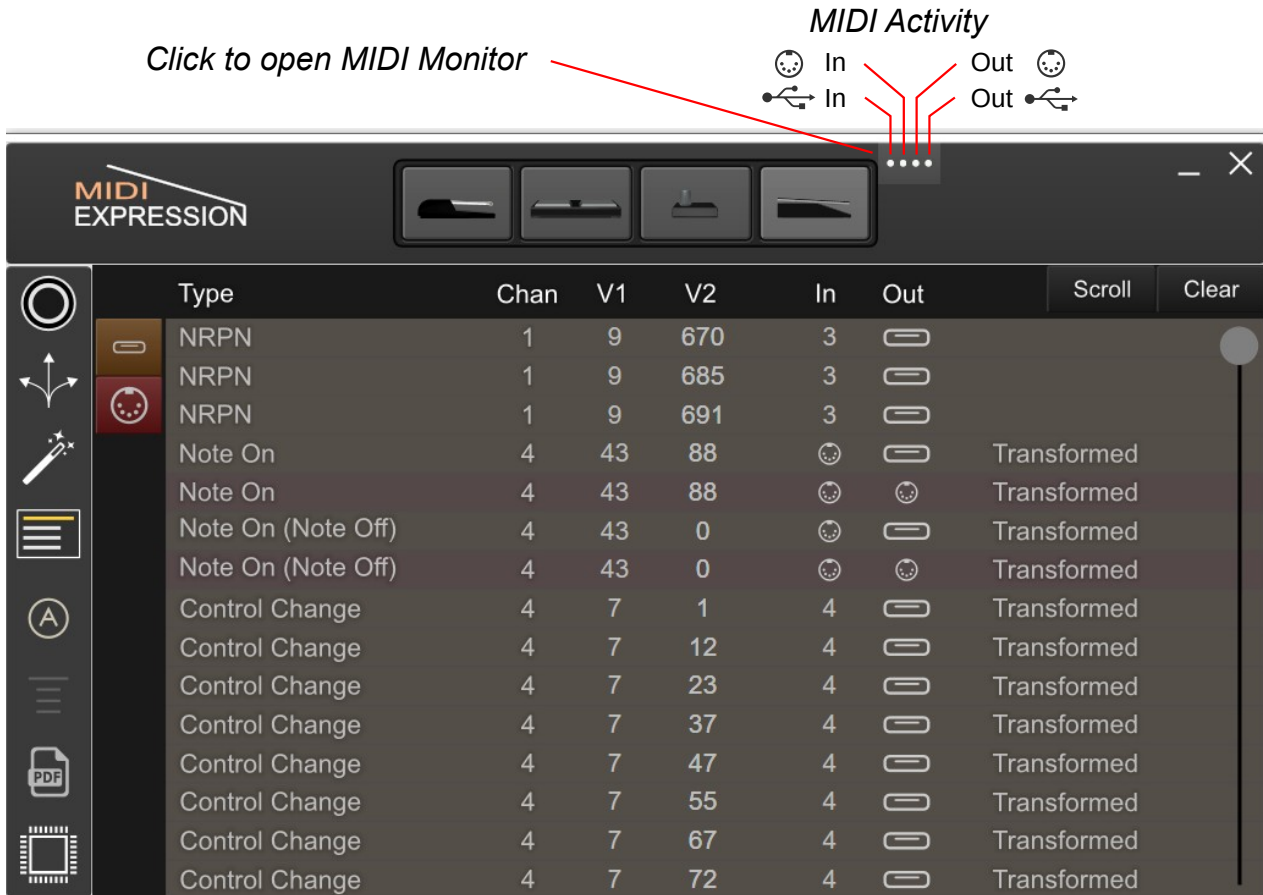 MIDI Activity
Click to open MIDI Monitor
In Out
In Out
MIDI
EXPRESSION
Type Chan V1 V2 In Out Scroll Clear
NRPN 1 9 670 3
NRPN 1 9 685 3
NRPN 1 9 691 3
Note On 4 43 88 Transformed
Note On 4 43 88 Transformed
Note On (Note Off) 4 43 0 Transformed
Note On (Note Off) 4 43 0 Transformed
Control Change 4 7 1 4 Transformed
Control Change 4 7 12 4 Transformed
Control Change 4 7 23 4 Transformed
Control Change 4 7 37 4 Transformed
Control Change 4 7 47 4 Transformed
Control Change 4 7 55 4 Transformed
Control Change 4 7 67 4 Transformed
Control Change 4 7 72 4 Transformed
A
PDF